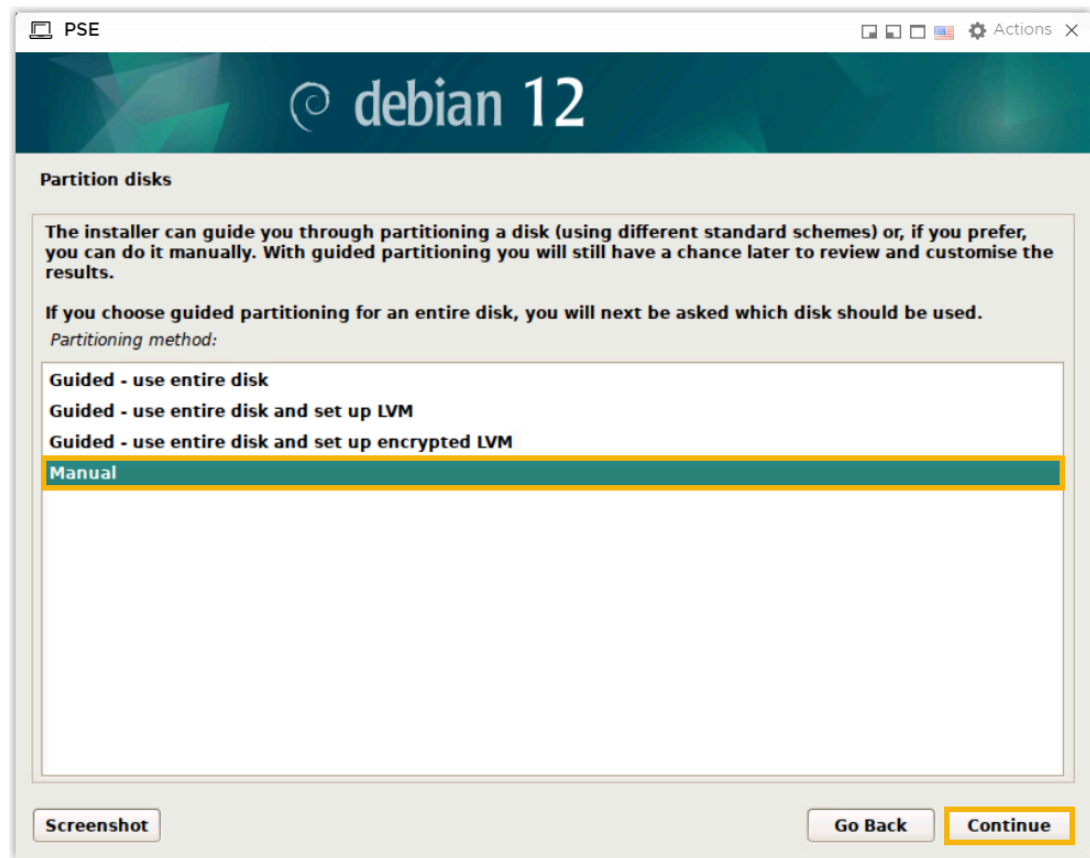 PSE
Actions
debian 12
Partition disks
The installer can guide you through partitioning a disk (using different standard schemes) or, if you prefer,
you can do it manually. With guided partitioning you will still have a chance later to review and customise the
results.
If you choose guided partitioning for an entire disk, you will next be asked which disk should be used.
Partitioning method:
Guided - use entire disk
Guided - use entire disk and set up LVM
Guided - use entire disk and set up encrypted LVM
Manual
Screenshot
Go Back
Continue